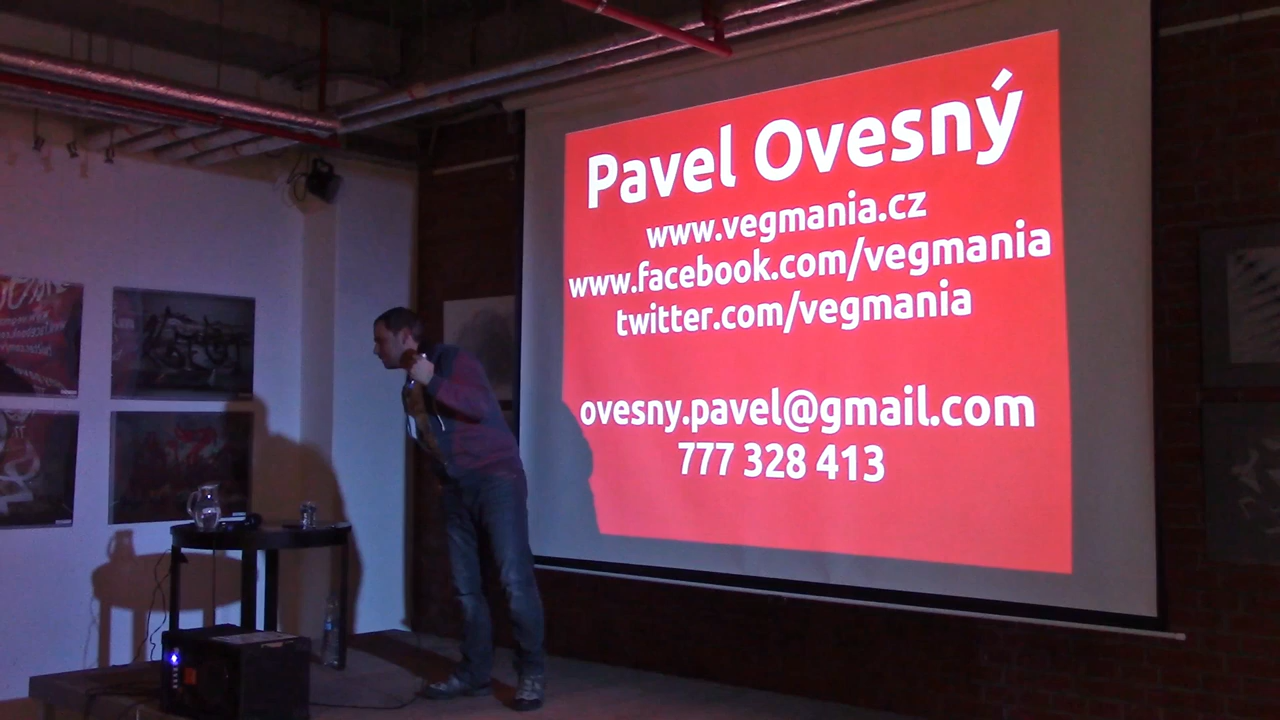 Pavel Ovesný
www.vegmania.cz
www.facebook.com/vegmania
twitter.com/vegmania
ovesny.pavel@gmail.com
777 328 413